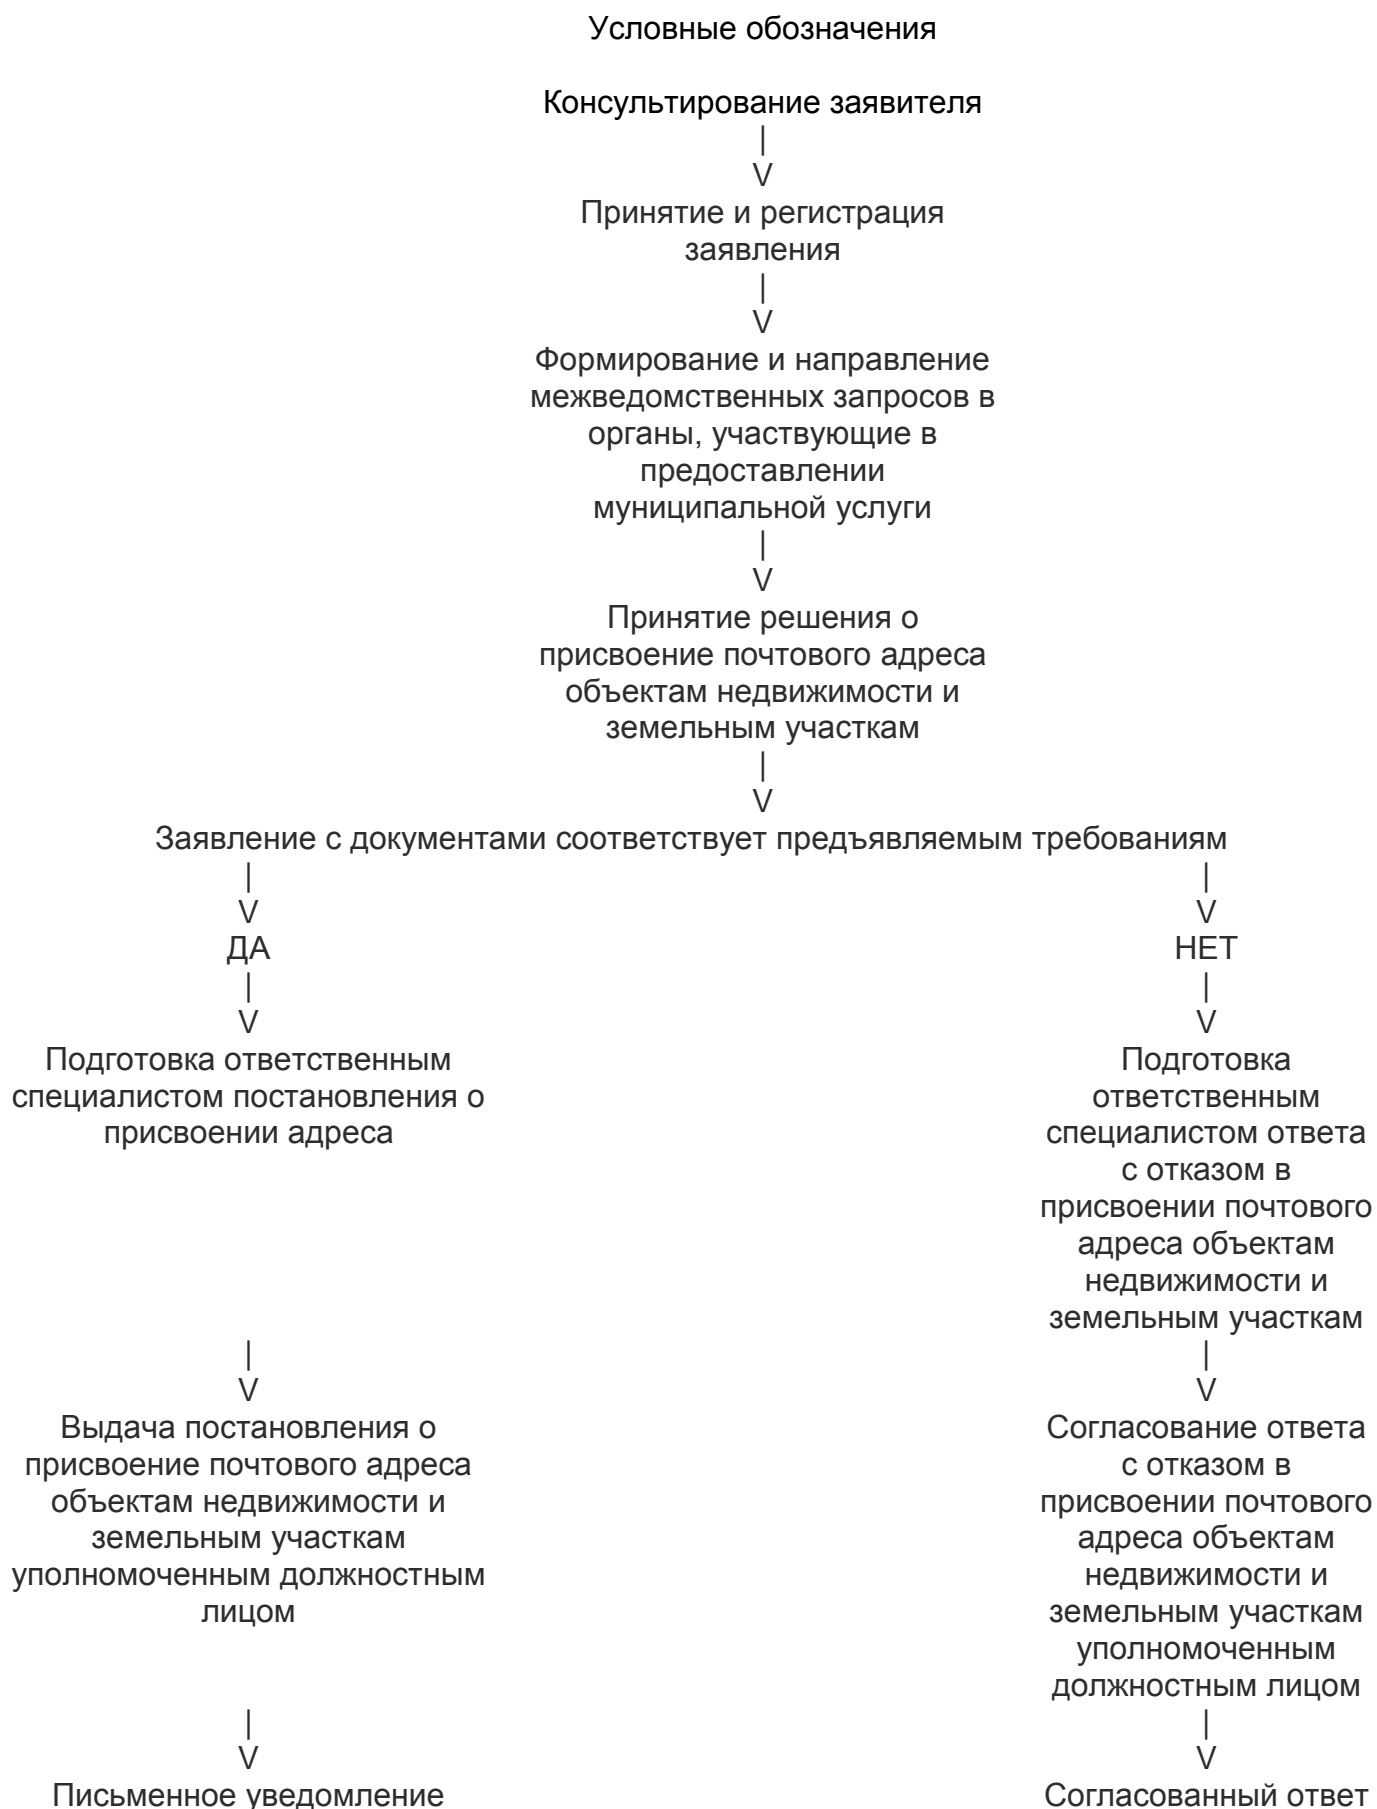 Условные обозначения
Консультирование заявителя
|
V
Принятие и регистрация
заявления
|
V
Формирование и направление
межведомственных запросов в
органы, участвующие в
предоставлении
муниципальной услуги
|
V
Принятие решения о
присвоение почтового адреса
объектам недвижимости и
земельным участкам
|
V
Заявление с документами соответствует предъявляемым требованиям
| |
V V
ДА НЕТ
| |
V V
Подготовка ответственным
специалистом постановления о
присвоении адреса
Подготовка
ответственным
специалистом ответа
с отказом в
присвоении почтового
адреса объектам
недвижимости и
земельным участкам
| |
V V
Выдача постановления о
присвоение почтового адреса
объектам недвижимости и
земельным участкам
уполномоченным должностным
лицом
Согласование ответа
с отказом в
присвоении почтового
адреса объектам
недвижимости и
земельным участкам
уполномоченным
должностным лицом
| |
V V
Письменное уведомление
Согласованный ответ